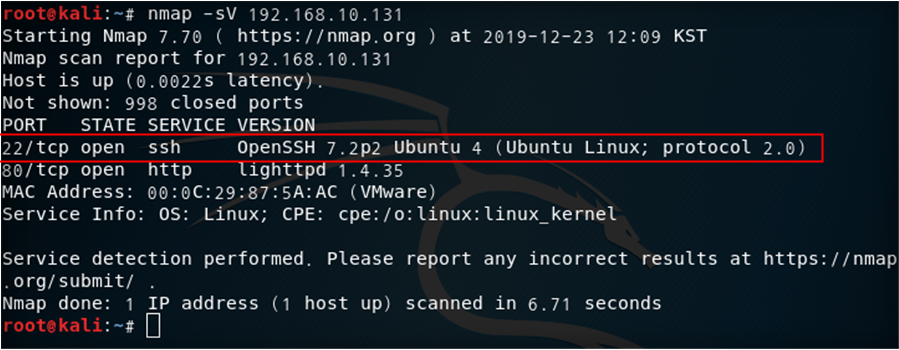 root@kali:~# nmap -sV 192.168.10.131
Starting Nmap 7.70 ( https://nmap.org ) at 2019-12-23 12:09 KST
Nmap scan report for 192.168.10.131
Host is up (0.0022s latency).
Not shown: 998 closed ports
PORT   STATE SERVICE VERSION
22/tcp open  ssh     OpenSSH 7.2p2 Ubuntu 4 (Ubuntu Linux; protocol 2.0)
80/tcp open  http    lighttpd 1.4.35
MAC Address: 00:0C:29:87:5A:AC (VMware)
Service Info: OS: Linux; CPE: cpe:/o:linux:linux_kernel
Service detection performed. Please report any incorrect results at https://nmap
.org/submit/ .
Nmap done: 1 IP address (1 host up) scanned in 6.71 seconds
root@kali:~#